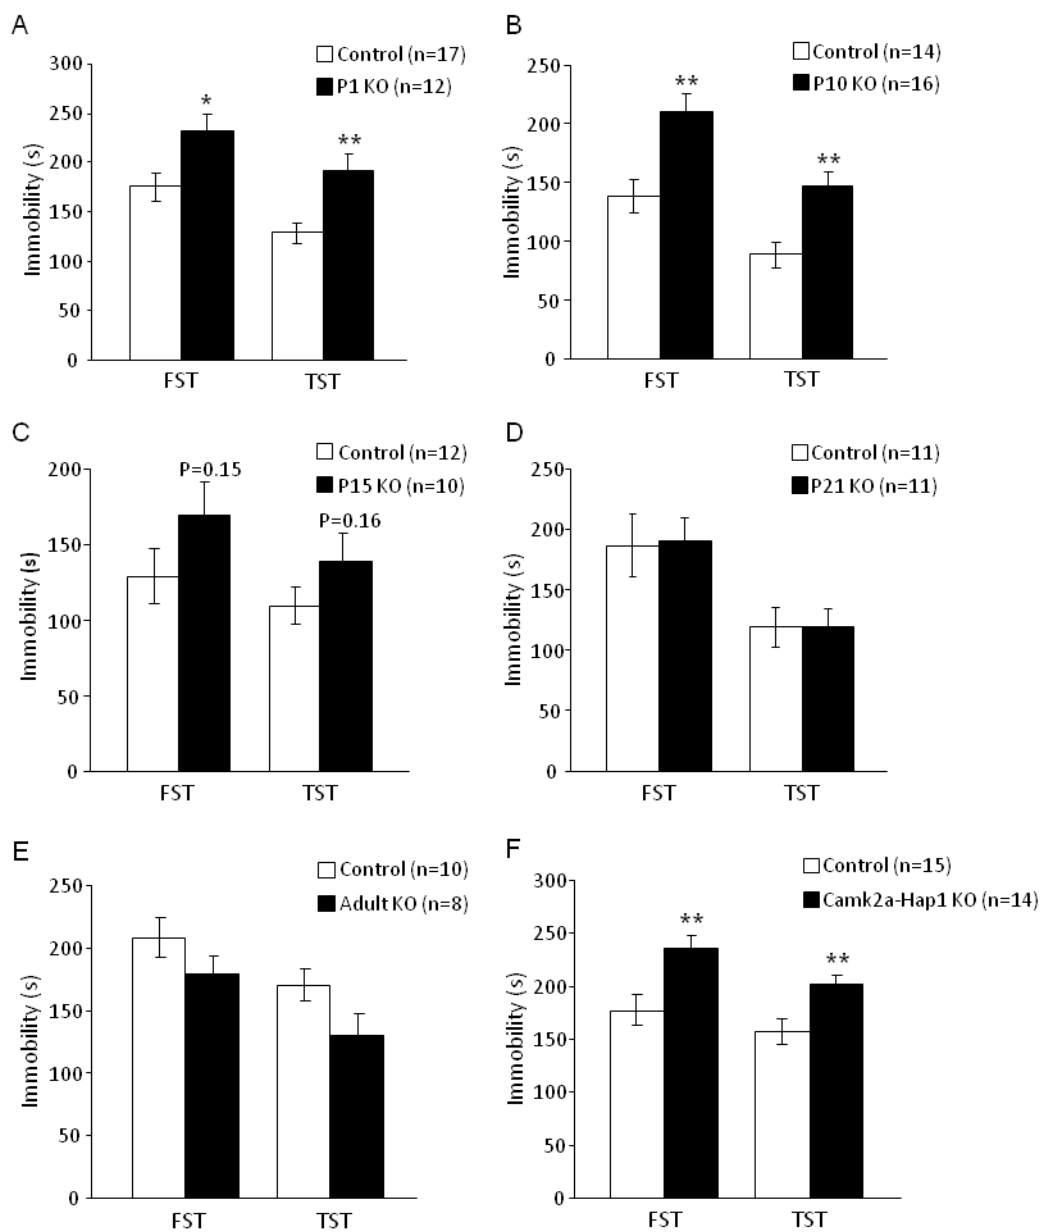 A
Control (n=17)
P1 KO (n=12)
Immobility (s)
300
250
200
150
100
50
0
*
**
FST
TST
B
Control (n=14)
P10 KO (n=16)
Immobility (s)
250
200
150
100
50
0
**
**
FST
TST
C
Control (n=12)
P15 KO (n=10)
Immobility (s)
200
150
100
50
0
P=0.15
P=0.16
FST
TST
D
Control (n=11)
P21 KO (n=11)
Immobility (s)
250
200
150
100
50
0
FST
TST
E
Control (n=10)
Adult KO (n=8)
Immobility (s)
250
200
150
100
50
0
FST
TST
F
Control (n=15)
Camk2a-Hap1 KO (n=14)
Immobility (s)
300
250
200
150
100
50
0
**
**
FST
TST